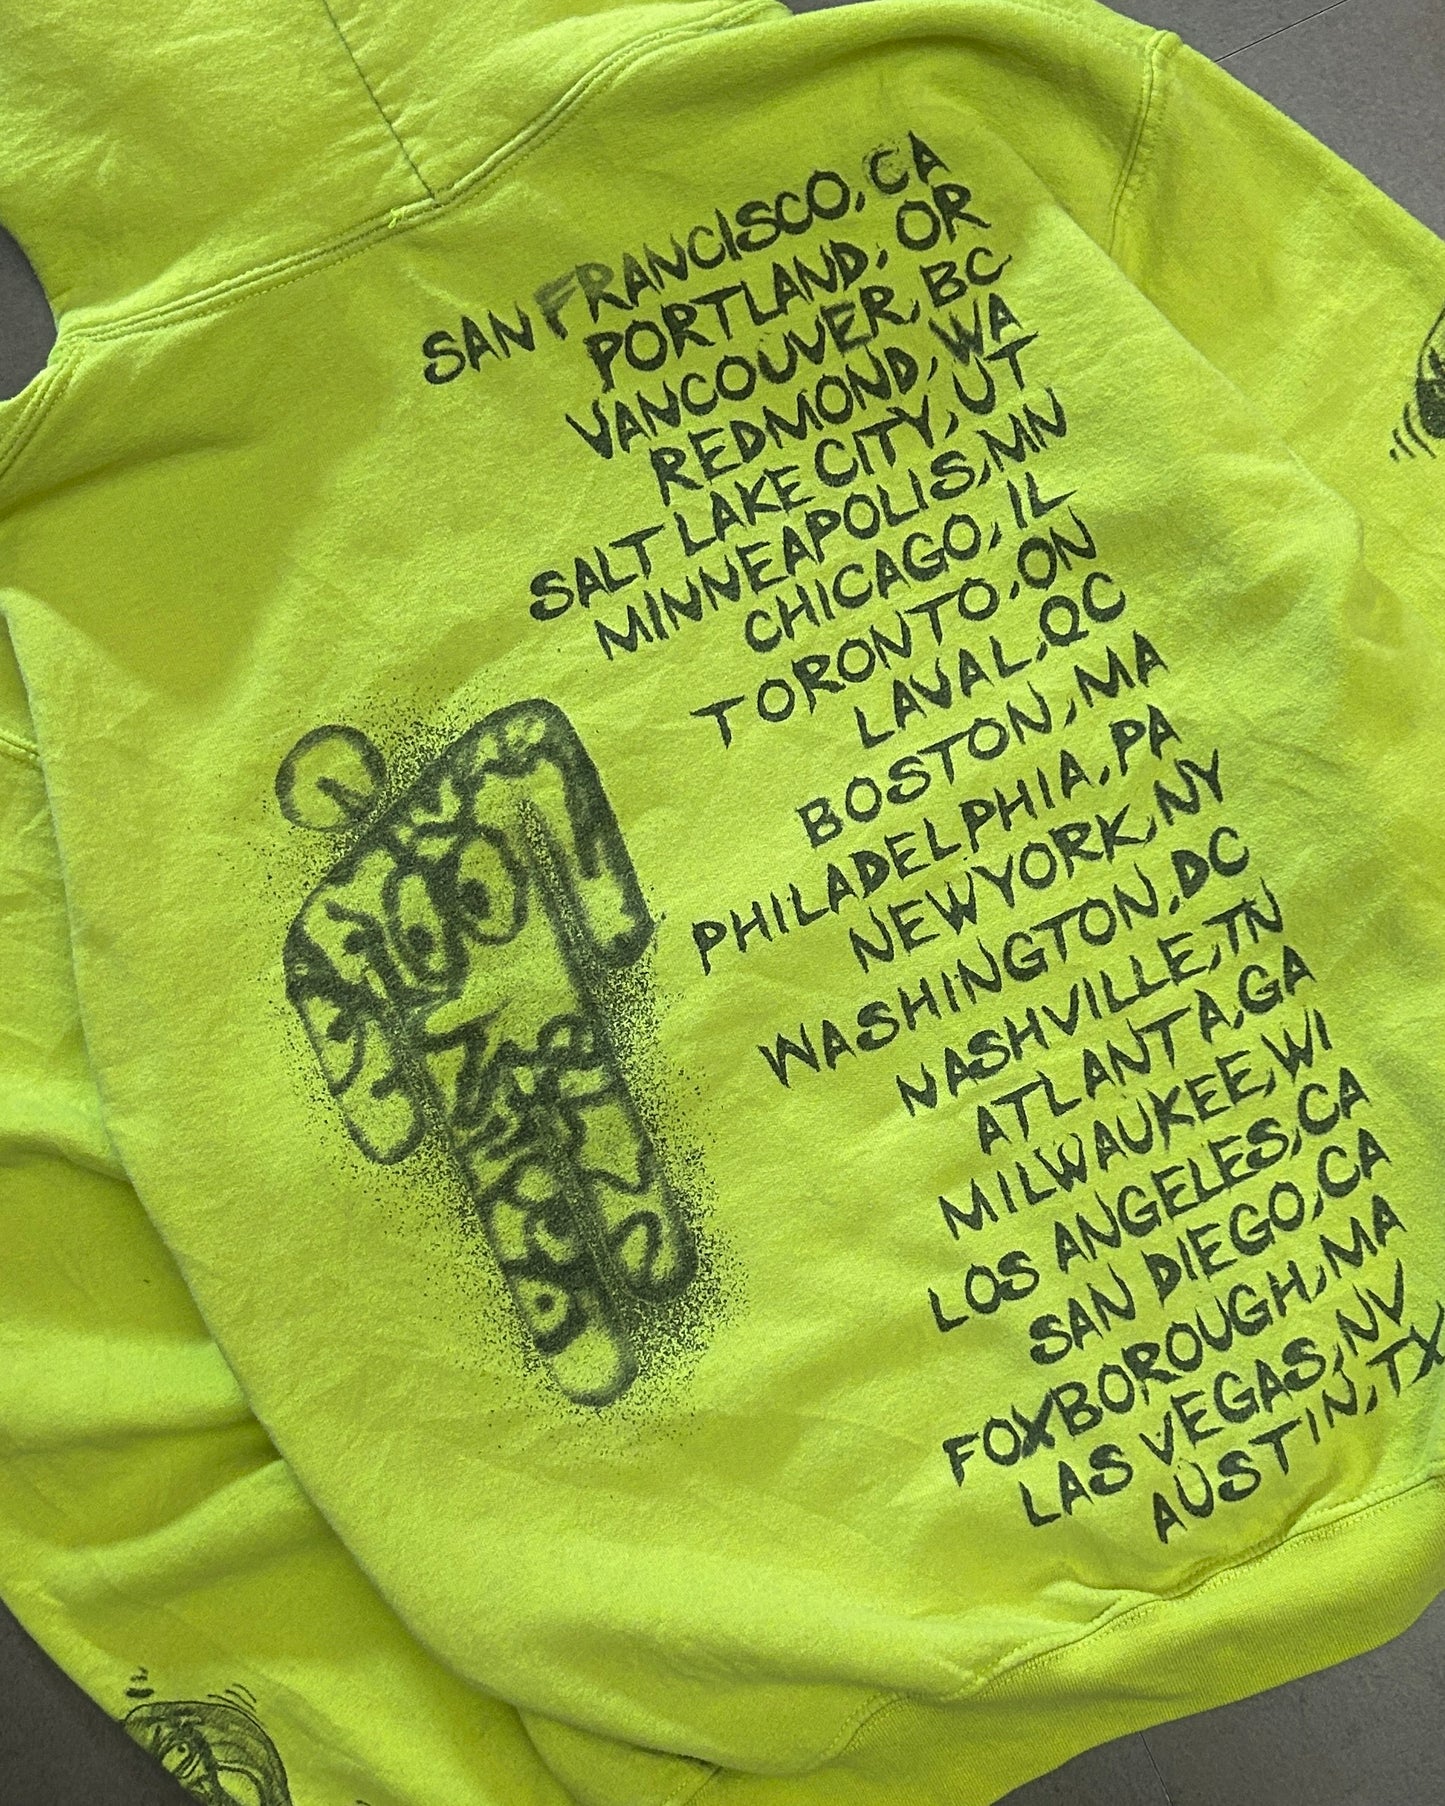 SAN FRANCISCO, CA
PORTLAND, OR
VANCOUVER, BC
REDMOND, WA
SALT LAKE CITY, UT
MINNEAPOLIS, MN
CHICAGO, IL
TORONTO, ON
LAVAL, QC
BOSTON, MA
PHILADELPHIA, PA
NEW YORK, NY
WASHINGTON, DC
NASHVILLE, TN
ATLANTA, GA
MILWAUKEE, WI
LOS ANGELES, CA
SAN DIEGO, CA
FOXBOROUGH, MA
LAS VEGAS, NV
AUSTIN, TX